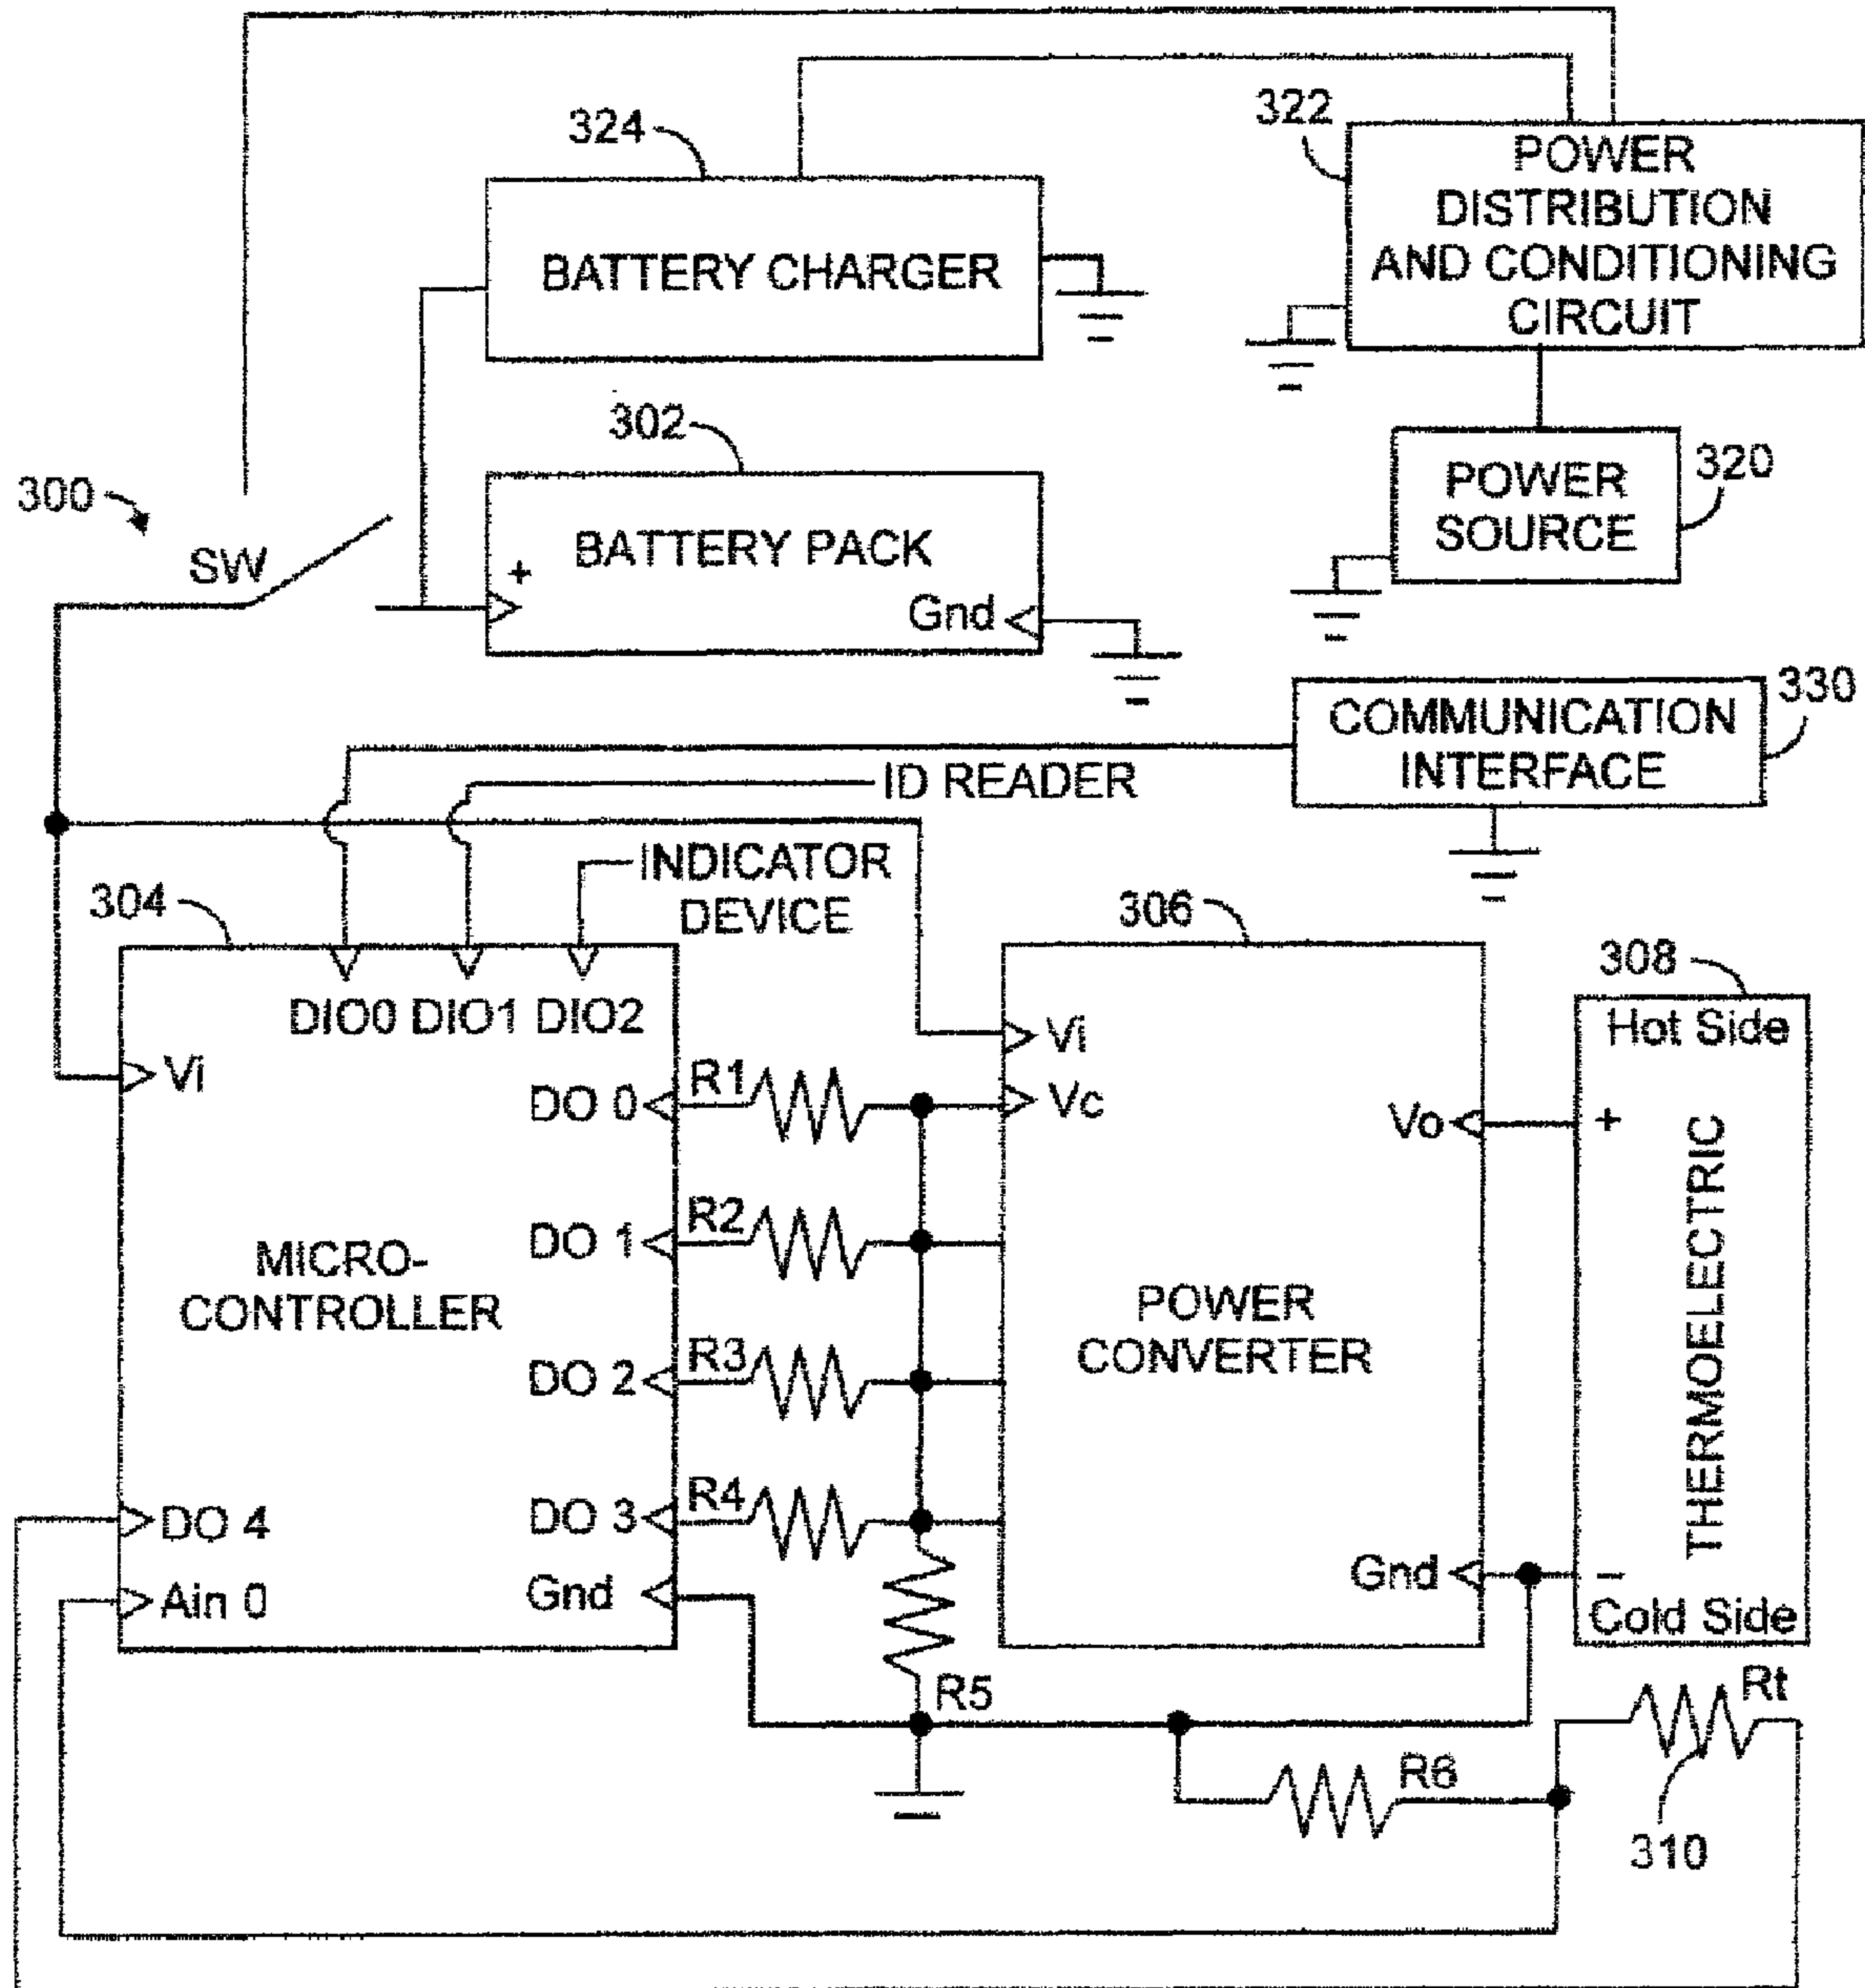 324
322
POWER
DISTRIBUTION
AND CONDITIONING
CIRCUIT
BATTERY CHARGER
302
300
SW
+
BATTERY PACK
Gnd
POWER
SOURCE
320
COMMUNICATION
INTERFACE
330
ID READER
INDICATOR
DEVICE
304
306
308
DIO0 DIO1 DIO2
Vi
Vi
Vc
Hot Side
DO 0
R1
Vo
+
DO 1
R2
MICRO-
CONTROLLER
POWER
CONVERTER
THERMOELECTRIC
DO 2
R3
DO 4
DO 3
R4
Ain 0
Gnd
Gnd
−
Cold Side
R5
Rt
R6
310